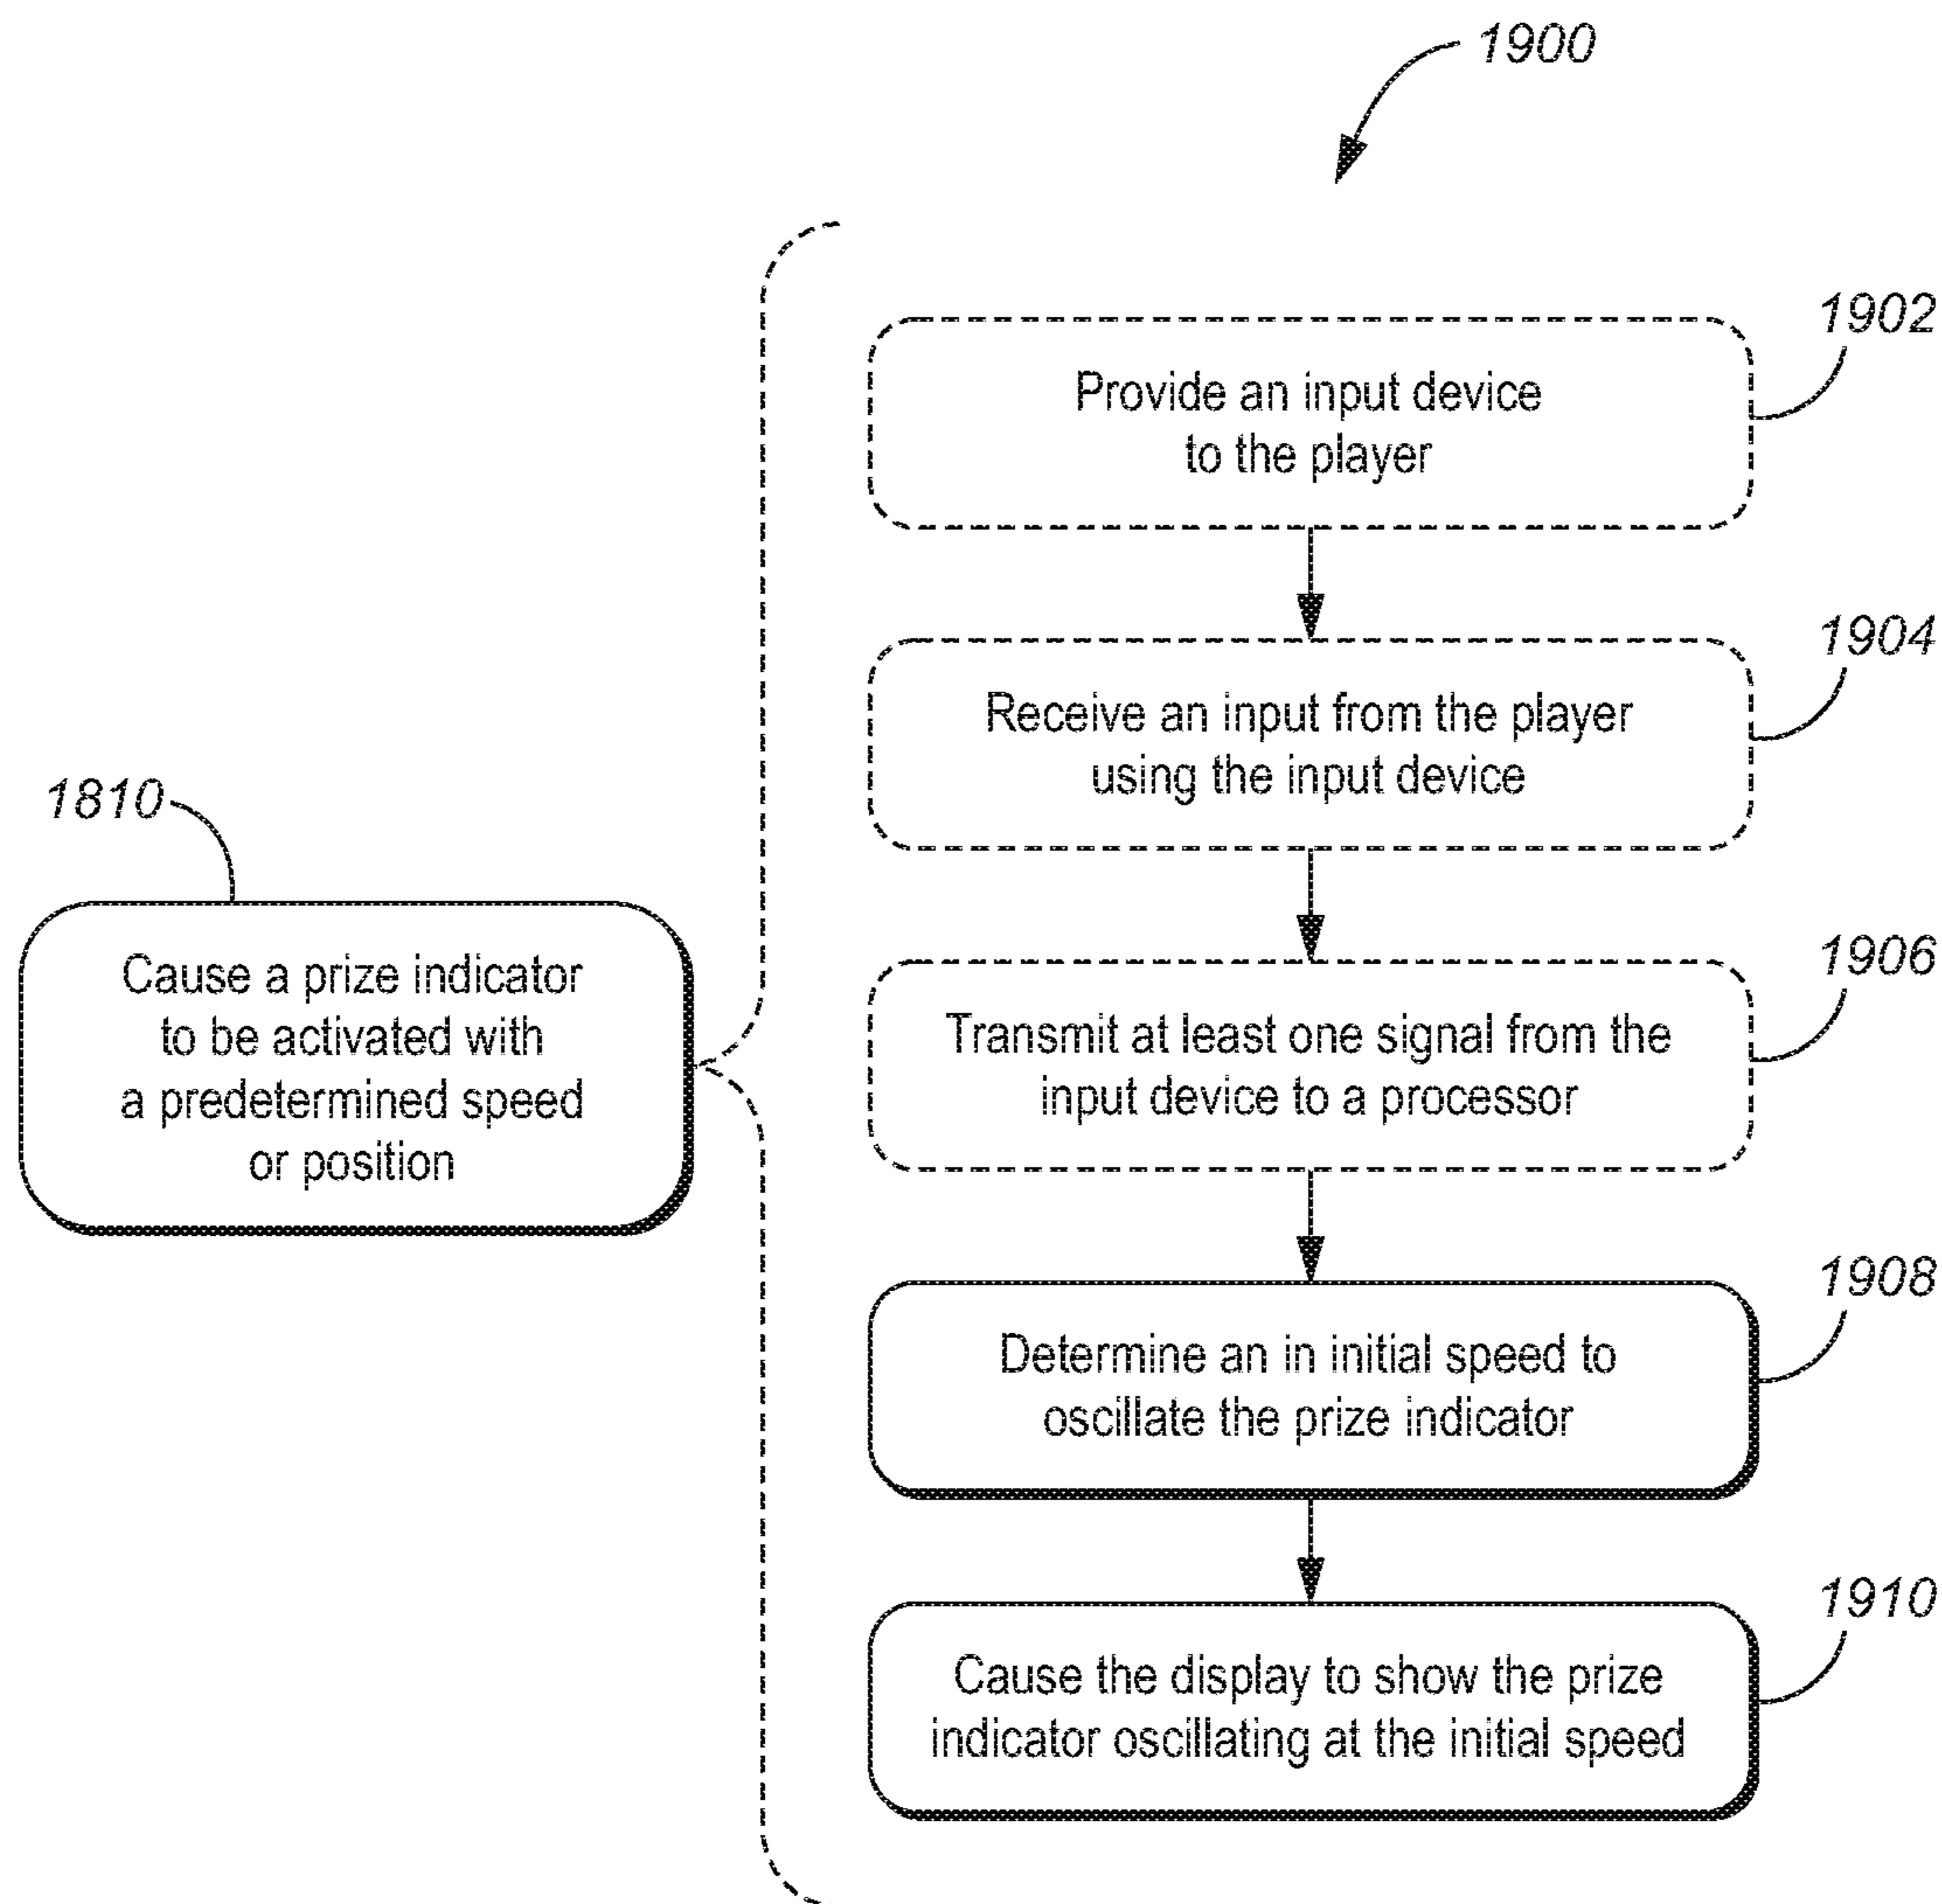 1900
1902
Provide an input device
to the player
1904
Receive an input from the player
using the input device
1810
Cause a prize indicator
to be activated with
a predetermined speed
or position
1906
Transmit at least one signal from the
input device to a processor
1908
Determine an in initial speed to
oscillate the prize indicator
1910
Cause the display to show the prize
indicator oscillating at the initial speed